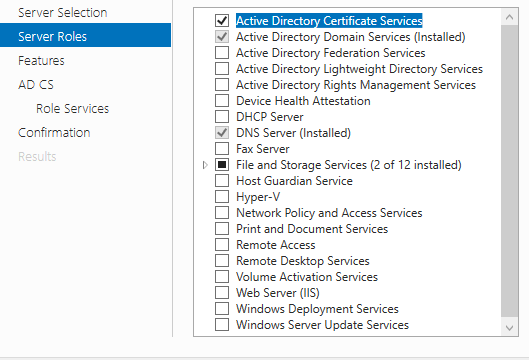 Server Selection
Server Roles
Features
AD CS
Role Services
Confirmation
Results
Active Directory Certificate Services
Active Directory Domain Services (Installed)
Active Directory Federation Services
Active Directory Lightweight Directory Services
Active Directory Rights Management Services
Device Health Attestation
DHCP Server
DNS Server (Installed)
Fax Server
File and Storage Services (2 of 12 installed)
Host Guardian Service
Hyper-V
Network Policy and Access Services
Print and Document Services
Remote Access
Remote Desktop Services
Volume Activation Services
Web Server (IIS)
Windows Deployment Services
Windows Server Update Services